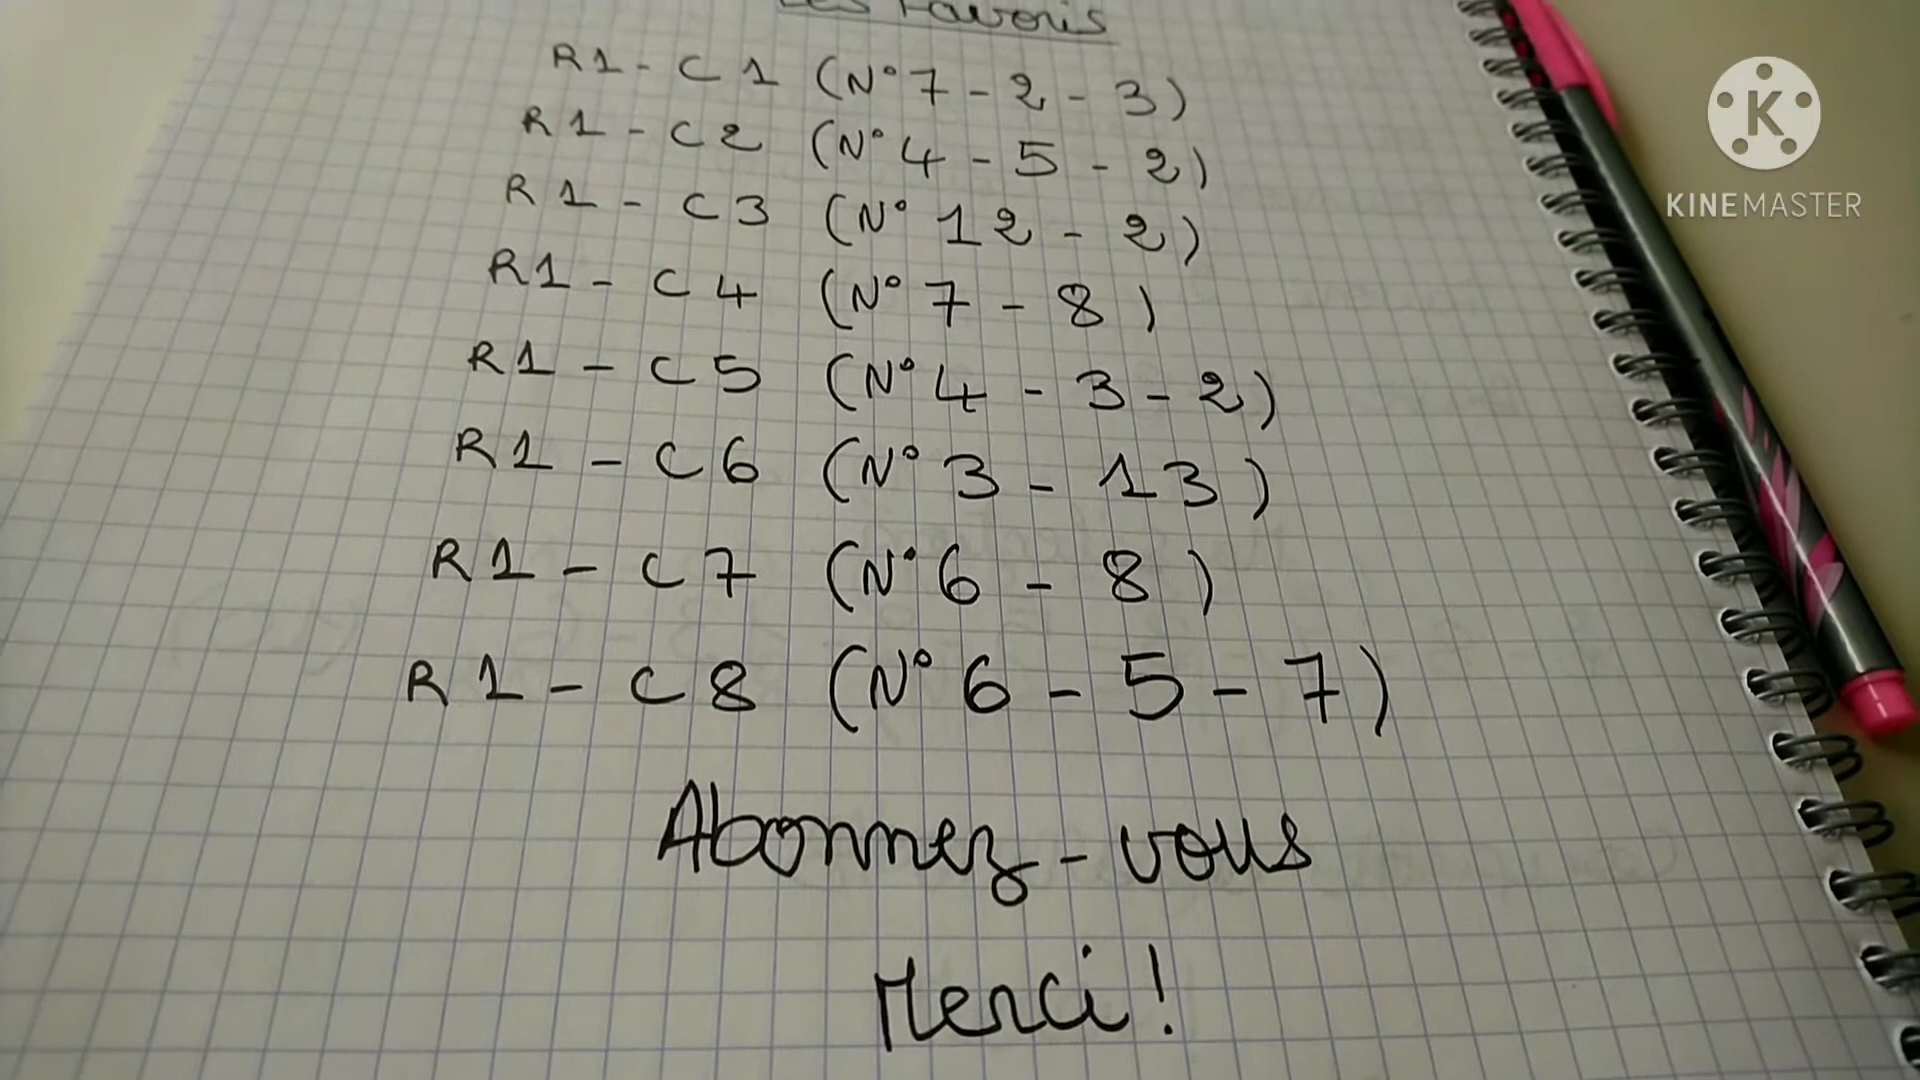 Les Favoris
R1 - C1 (N° 7 - 2 - 3)
R1 - C2 (N° 4 - 5 - 2)
R1 - C3 (N° 12 - 2)
R1 - C4 (N° 7 - 8)
R1 - C5 (N° 4 - 3 - 2)
R1 - C6 (N° 3 - 13)
R1 - C7 (N° 6 - 8)
R1 - C8 (N° 6 - 5 - 7)
Abonnez-vous
Merci !
K
KINEMASTER